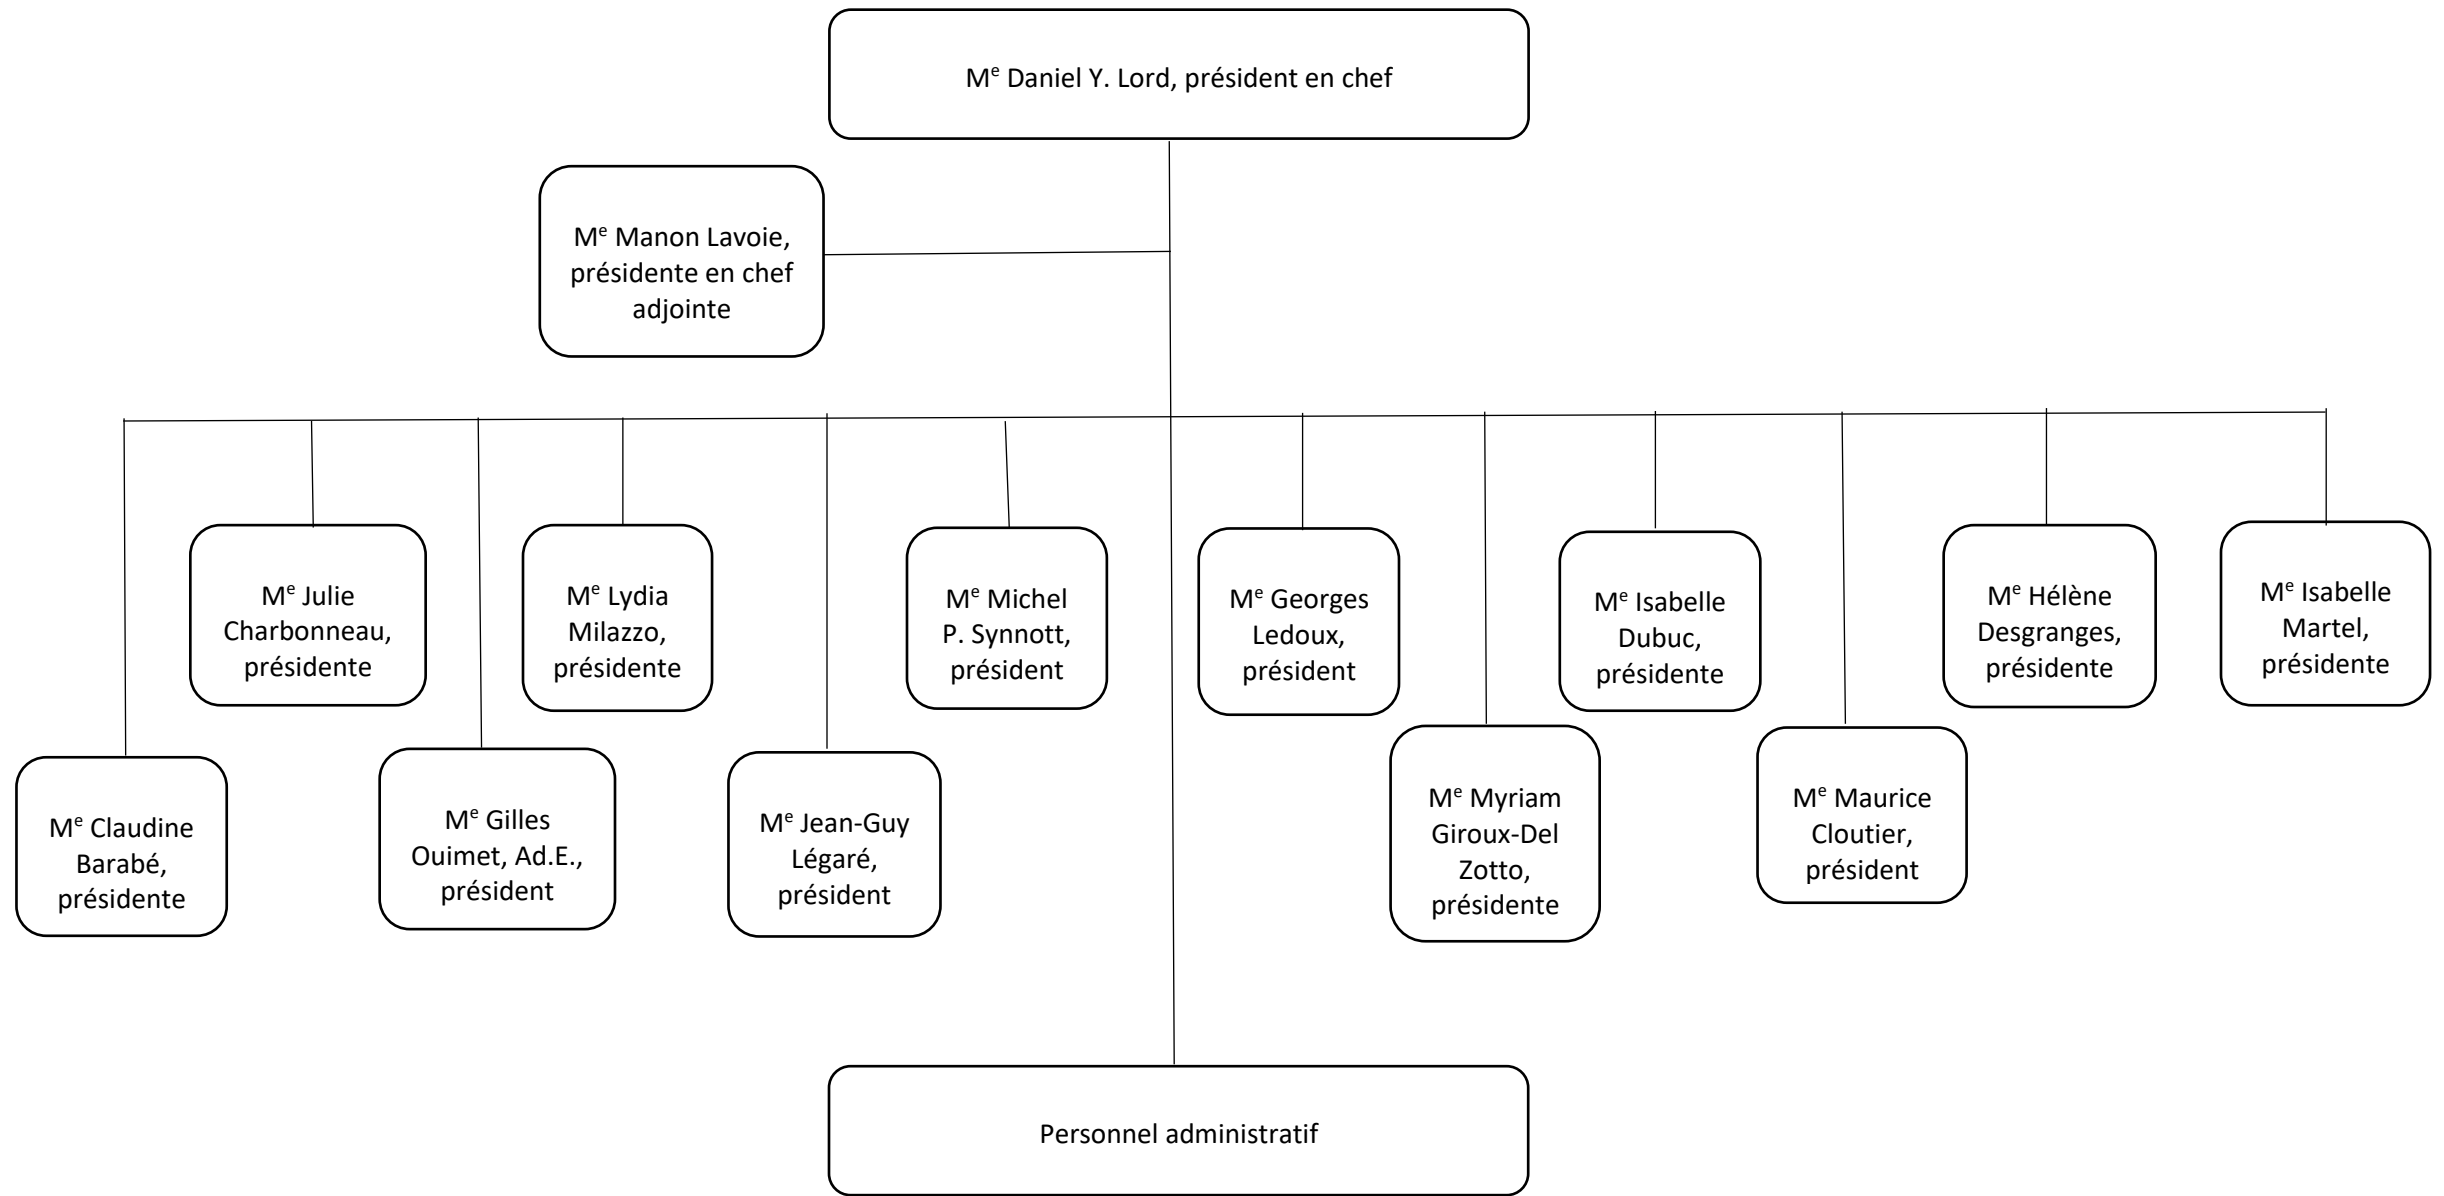 Mᵉ Daniel Y. Lord, président en chef
Mᵉ Manon Lavoie,
présidente en chef
adjointe
Mᵉ Julie
Charbonneau,
présidente
Mᵉ Lydia
Milazzo,
présidente
Mᵉ Michel
P. Synnott,
président
Mᵉ Georges
Ledoux,
président
Mᵉ Isabelle
Dubuc,
présidente
Mᵉ Hélène
Desgranges,
présidente
Mᵉ Isabelle
Martel,
présidente
Mᵉ Claudine
Barabé,
présidente
Mᵉ Gilles
Ouimet, Ad.E.,
président
Mᵉ Jean-Guy
Légaré,
président
Mᵉ Myriam
Giroux-Del
Zotto,
présidente
Mᵉ Maurice
Cloutier,
président
Personnel administratif